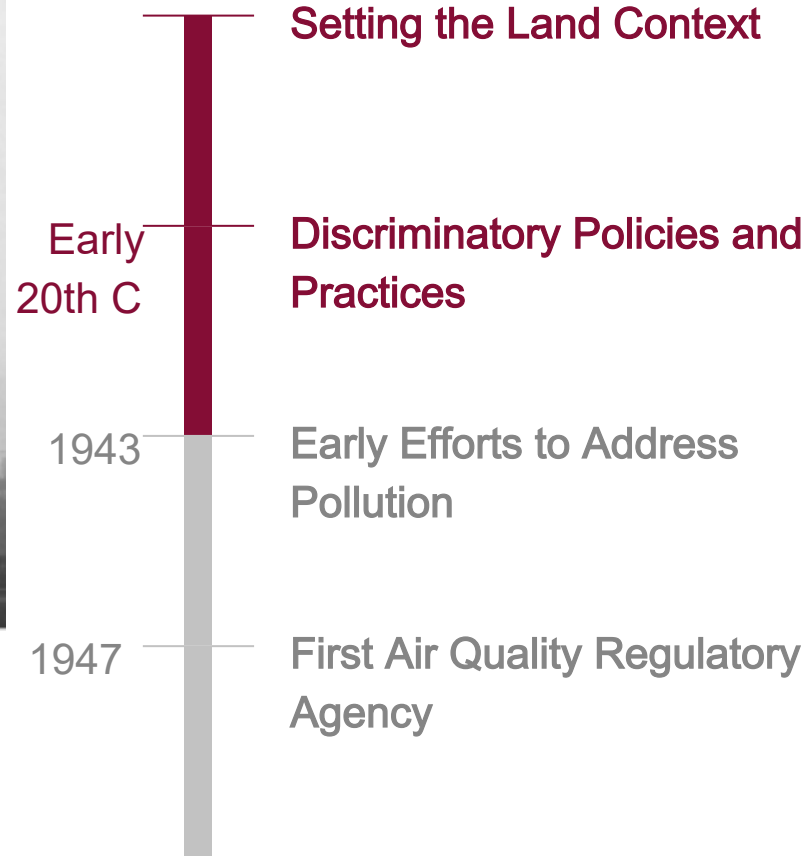 Setting the Land Context
Early
20th C
Discriminatory Policies and
Practices
1943
Early Efforts to Address
Pollution
1947
First Air Quality Regulatory
Agency